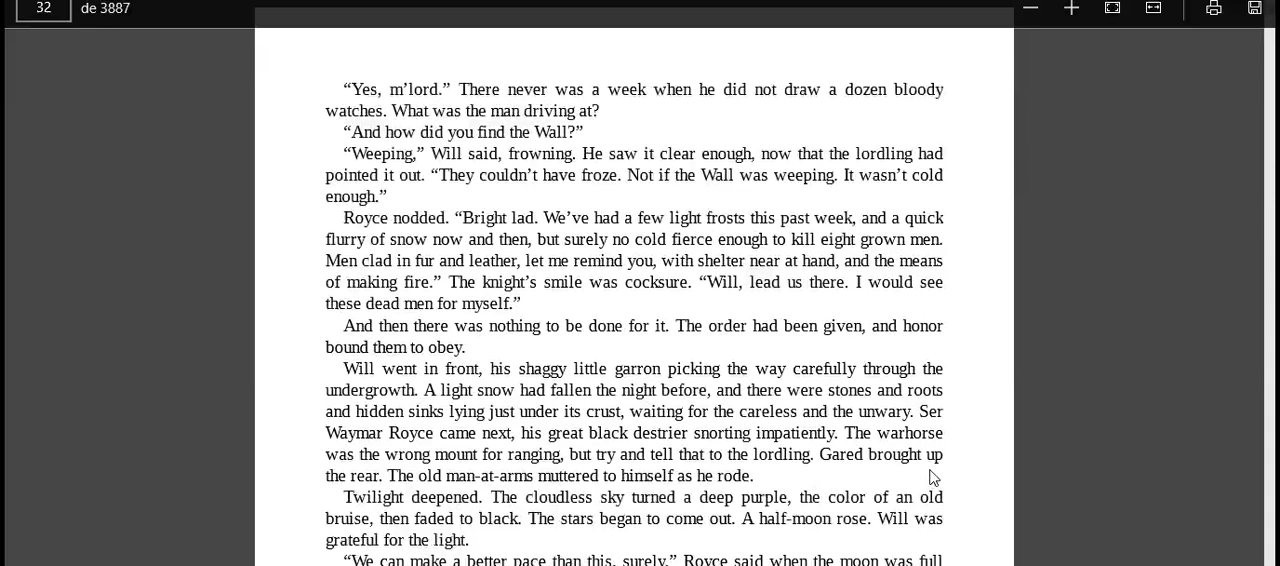 32 de 3887
“Yes, m’lord.” There never was a week when he did not draw a dozen bloody
watches. What was the man driving at?
“And how did you find the Wall?”
“Weeping,” Will said, frowning. He saw it clear enough, now that the lordling had
pointed it out. “They couldn’t have froze. Not if the Wall was weeping. It wasn’t cold
enough.”
Royce nodded. “Bright lad. We’ve had a few light frosts this past week, and a quick
flurry of snow now and then, but surely no cold fierce enough to kill eight grown men.
Men clad in fur and leather, let me remind you, with shelter near at hand, and the means
of making fire.” The knight’s smile was cocksure. “Will, lead us there. I would see
these dead men for myself.”
And then there was nothing to be done for it. The order had been given, and honor
bound them to obey.
Will went in front, his shaggy little garron picking the way carefully through the
undergrowth. A light snow had fallen the night before, and there were stones and roots
and hidden sinks lying just under its crust, waiting for the careless and the unwary. Ser
Waymar Royce came next, his great black destrier snorting impatiently. The warhorse
was the wrong mount for ranging, but try and tell that to the lordling. Gared brought up
the rear. The old man-at-arms muttered to himself as he rode.
Twilight deepened. The cloudless sky turned a deep purple, the color of an old
bruise, then faded to black. The stars began to come out. A half-moon rose. Will was
grateful for the light.
“We can make a better pace than this, surely,” Royce said when the moon was full